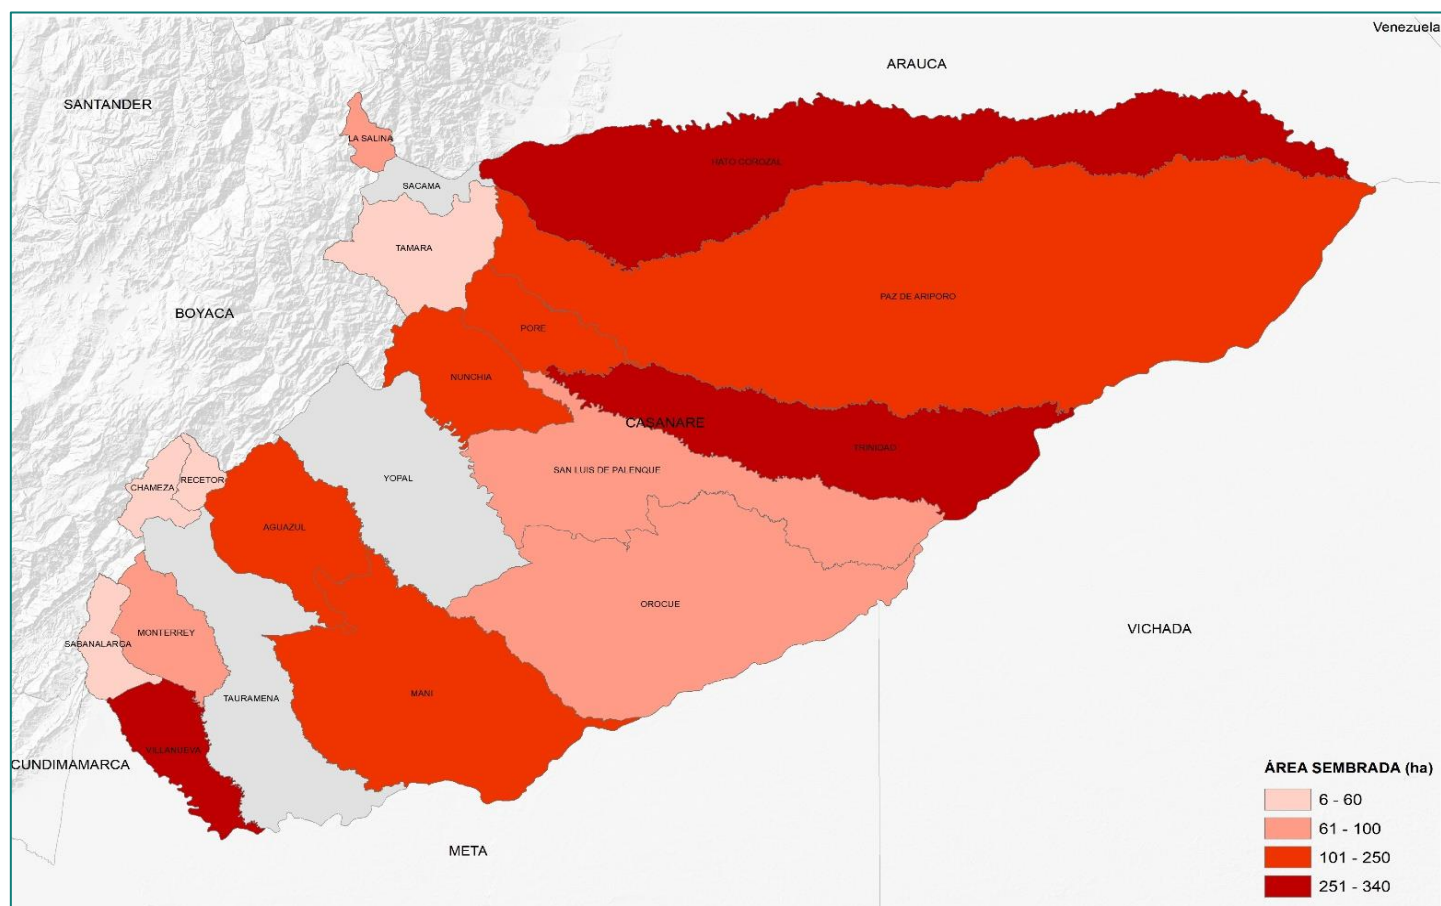 Venezuela
ARAUCA
SANTANDER
LA SALINA
HATO COROZAL
SACAMA
TAMARA
PAZ DE ARIPORO
BOYACA
PORE
NUNCHIA
CASANARE
TRINIDAD
SAN LUIS DE PALENQUE
YOPAL
RECETOR
CHAMEZA
AGUAZUL
OROCUE
VICHADA
MONTERREY
SABANALARGA
MANI
TAURAMENA
VILLANUEVA
CUNDIMAMARCA
META
ÁREA SEMBRADA (ha)
6 - 60
61 - 100
101 - 250
251 - 340